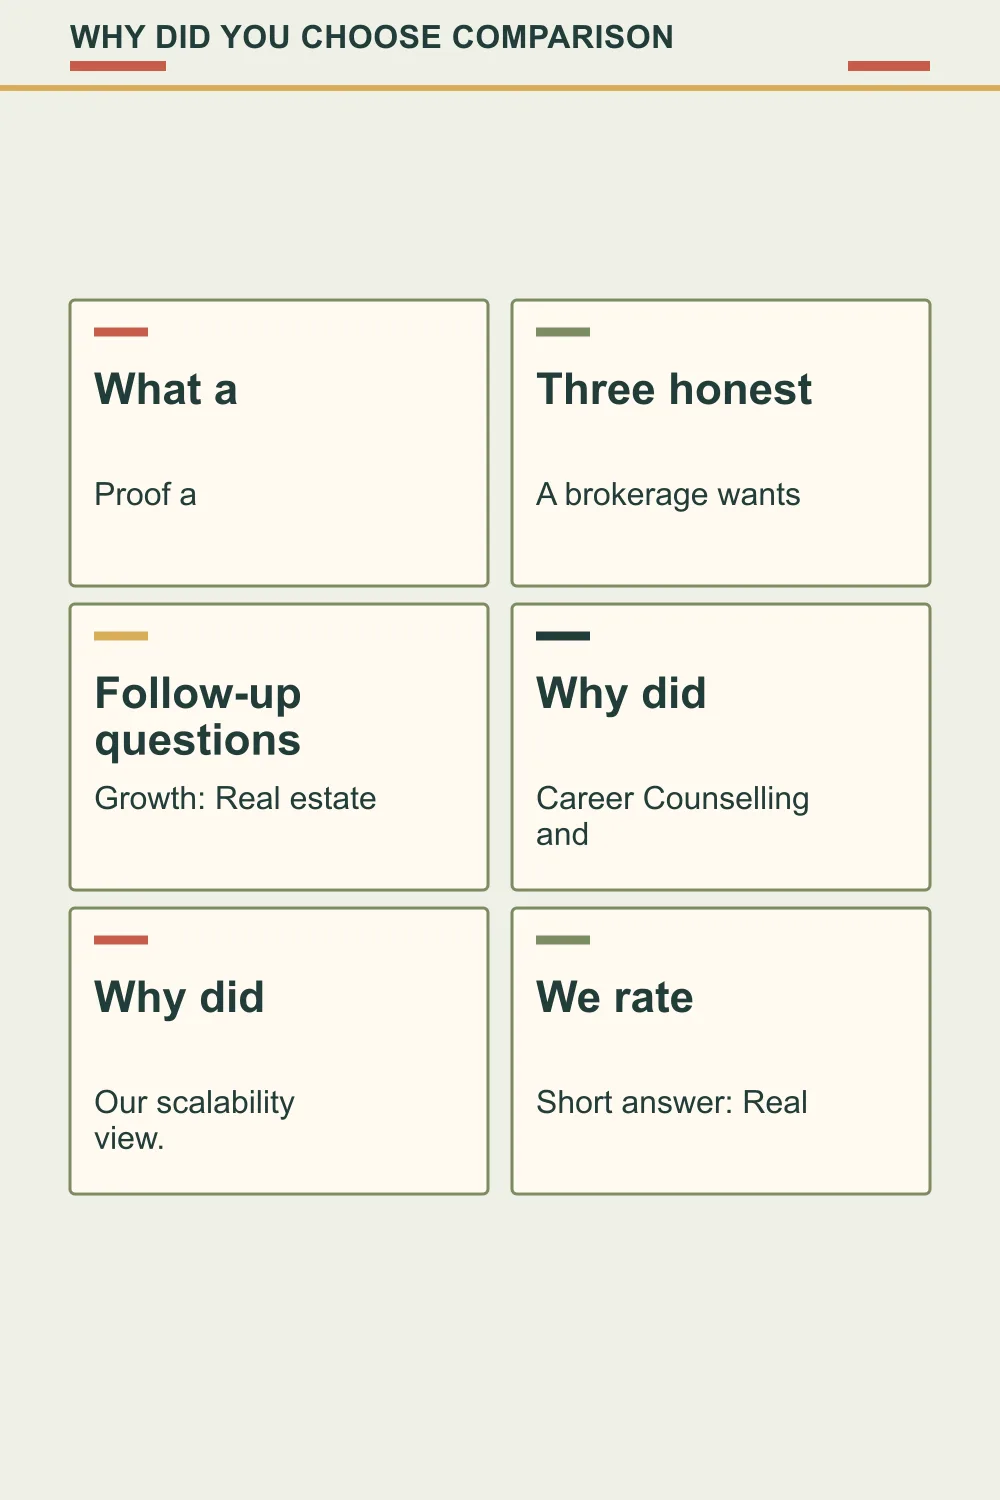 WHY DID YOU CHOOSE COMPARISON
What a
Proof a
Three honest
A brokerage wants
Follow-up
questions
Growth: Real estate
Why did
Career Counselling
and
Why did
Our scalability
view.
We rate
Short answer: Real